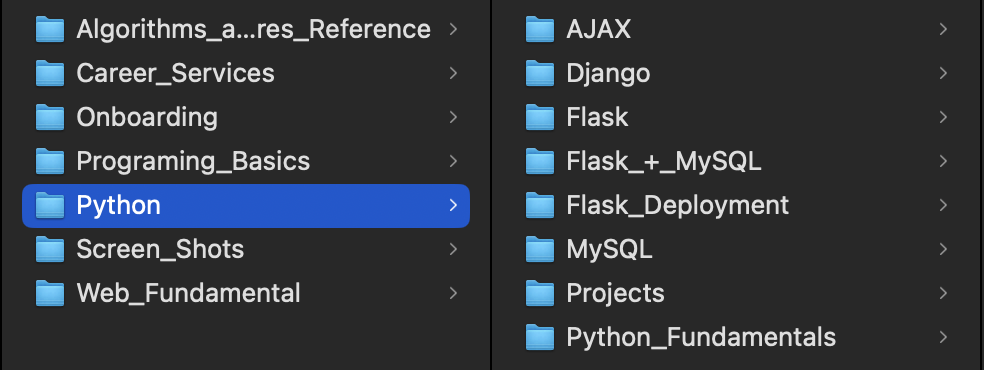 Algorithms_a...res_Reference
Career_Services
Onboarding
Programing_Basics
Python
Screen_Shots
Web_Fundamental
AJAX
Django
Flask
Flask_+_MySQL
Flask_Deployment
MySQL
Projects
Python_Fundamentals